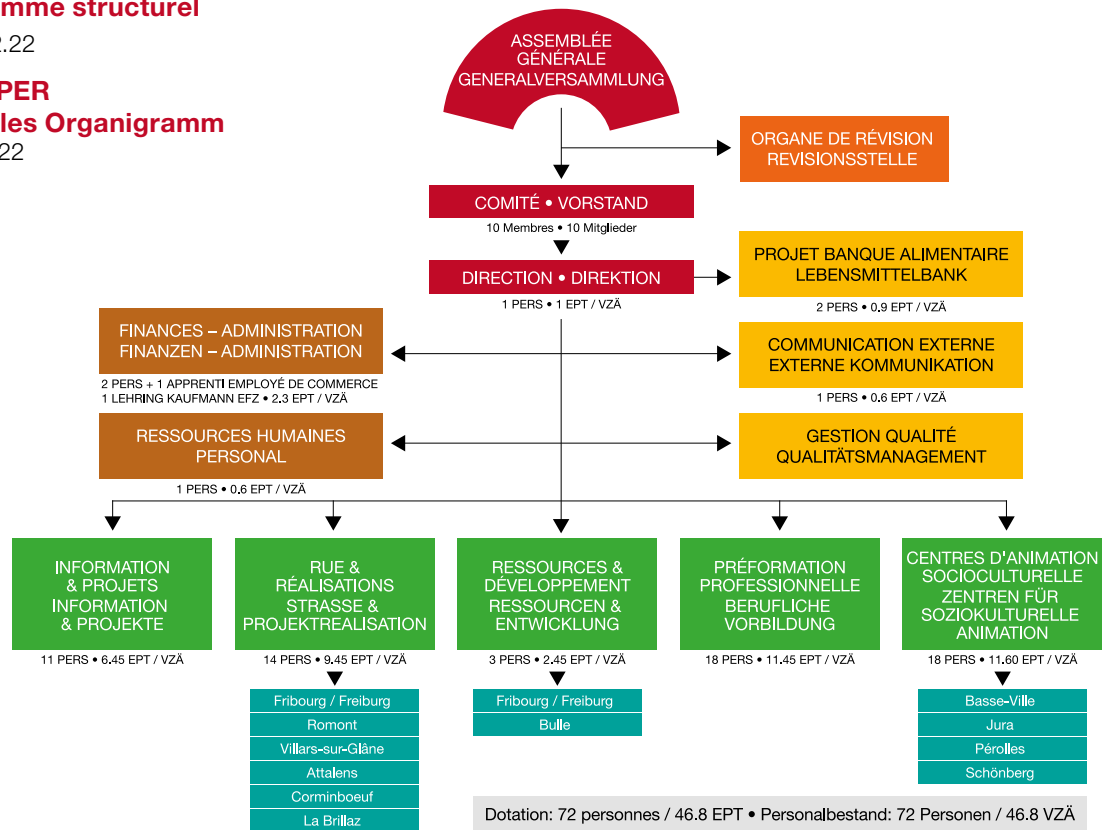 mme structurel
2.22
PER
les Organigramm
22
ASSEMBLÉE
GÉNÉRALE
GENERALVERSAMMLUNG
ORGANE DE RÉVISION
REVISIONSSTELLE
COMITÉ • VORSTAND
10 Membres • 10 Mitglieder
DIRECTION • DIREKTION
1 PERS • 1 EPT / VZÄ
PROJET BANQUE ALIMENTAIRE
LEBENSMITTELBANK
2 PERS • 0.9 EPT / VZÄ
FINANCES – ADMINISTRATION
FINANZEN – ADMINISTRATION
2 PERS + 1 APPRENTI EMPLOYÉ DE COMMERCE
1 LEHRING KAUFMANN EFZ • 2.3 EPT / VZÄ
COMMUNICATION EXTERNE
EXTERNE KOMMUNIKATION
1 PERS • 0.6 EPT / VZÄ
RESSOURCES HUMAINES
PERSONAL
1 PERS • 0.6 EPT / VZÄ
GESTION QUALITÉ
QUALITÄTSMANAGEMENT
INFORMATION
& PROJETS
INFORMATION
& PROJEKTE
11 PERS • 6.45 EPT / VZÄ
RUE &
RÉALISATIONS
STRASSE &
PROJEKTREALISATION
14 PERS • 9.45 EPT / VZÄ
Fribourg / Freiburg
Romont
Villars-sur-Glâne
Attalens
Corminboeuf
La Brillaz
RESSOURCES &
DÉVELOPPEMENT
RESSOURCEN &
ENTWICKLUNG
3 PERS • 2.45 EPT / VZÄ
Fribourg / Freiburg
Bulle
PRÉFORMATION
PROFESSIONNELLE
BERUFLICHE
VORBILDUNG
18 PERS • 11.45 EPT / VZÄ
CENTRES D'ANIMATION
SOCIOCULTURELLE
ZENTREN FÜR
SOZIOKULTURELLE
ANIMATION
18 PERS • 11.60 EPT / VZÄ
Basse-Ville
Jura
Pérolles
Schönberg
Dotation: 72 personnes / 46.8 EPT • Personalbestand: 72 Personen / 46.8 VZÄ